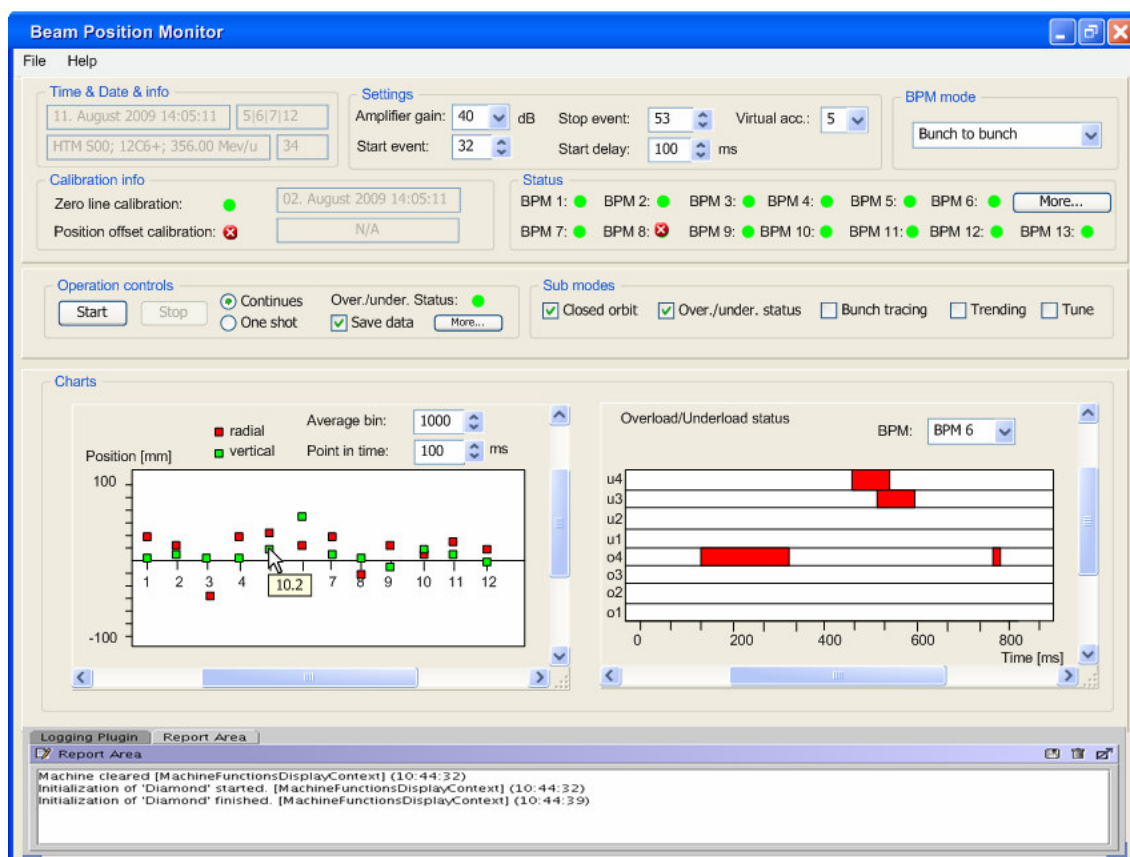 Beam Position Monitor
File Help
Time & Date & info
11. August 2009 14:05:11 5|6|7|12
HTM S00; 12C6+; 356.00 Mev/u 34
Settings
Amplifier gain: 40 dB Stop event: 53 Virtual acc.: 5
Start event: 32 Start delay: 100 ms
BPM mode
Bunch to bunch
Calibration info
Zero line calibration: 02. August 2009 14:05:11
Position offset calibration: N/A
Status
BPM 1: BPM 2: BPM 3: BPM 4: BPM 5: BPM 6: More...
BPM 7: BPM 8: BPM 9: BPM 10: BPM 11: BPM 12: BPM 13:
Operation controls
Start Stop Continues Over./under. Status:
One shot Save data More...
Sub modes
Closed orbit Over./under. status Bunch tracing Trending Tune
Charts
radial Average bin: 1000
vertical Point in time: 100 ms
Position [mm]
100
1 2 3 4 7 8 9 10 11 12
10.2
-100
Overload/Underload status
BPM: BPM 6
u4
u3
u2
u1
o4
o3
o2
o1
0 200 400 600 800
Time [ms]
Logging Plugin Report Area
Report Area
Machine cleared [MachineFunctionsDisplayContext] (10:44:32)
Initialization of 'Diamond' started. [MachineFunctionsDisplayContext] (10:44:32)
Initialization of 'Diamond' finished. [MachineFunctionsDisplayContext] (10:44:39)